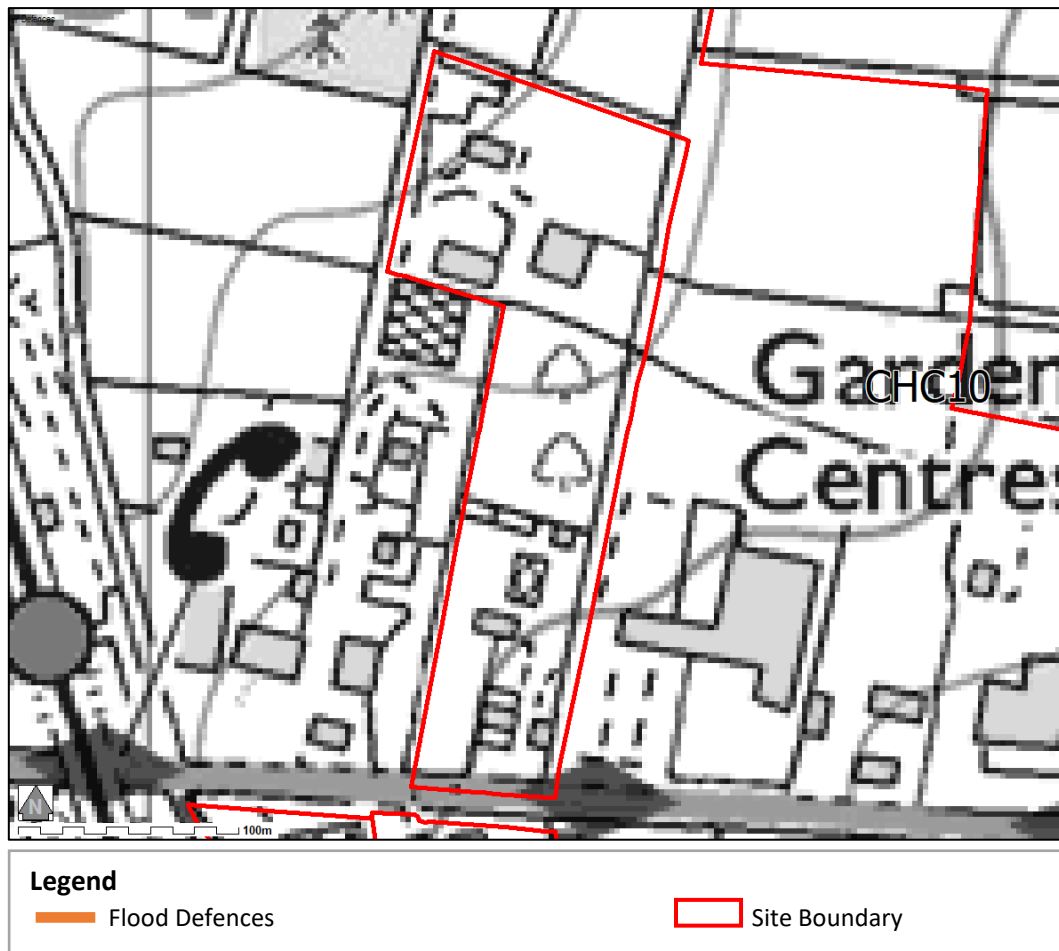 Defences
Garden
CHC10
Centres
N
100m
Legend
Flood Defences
Site Boundary